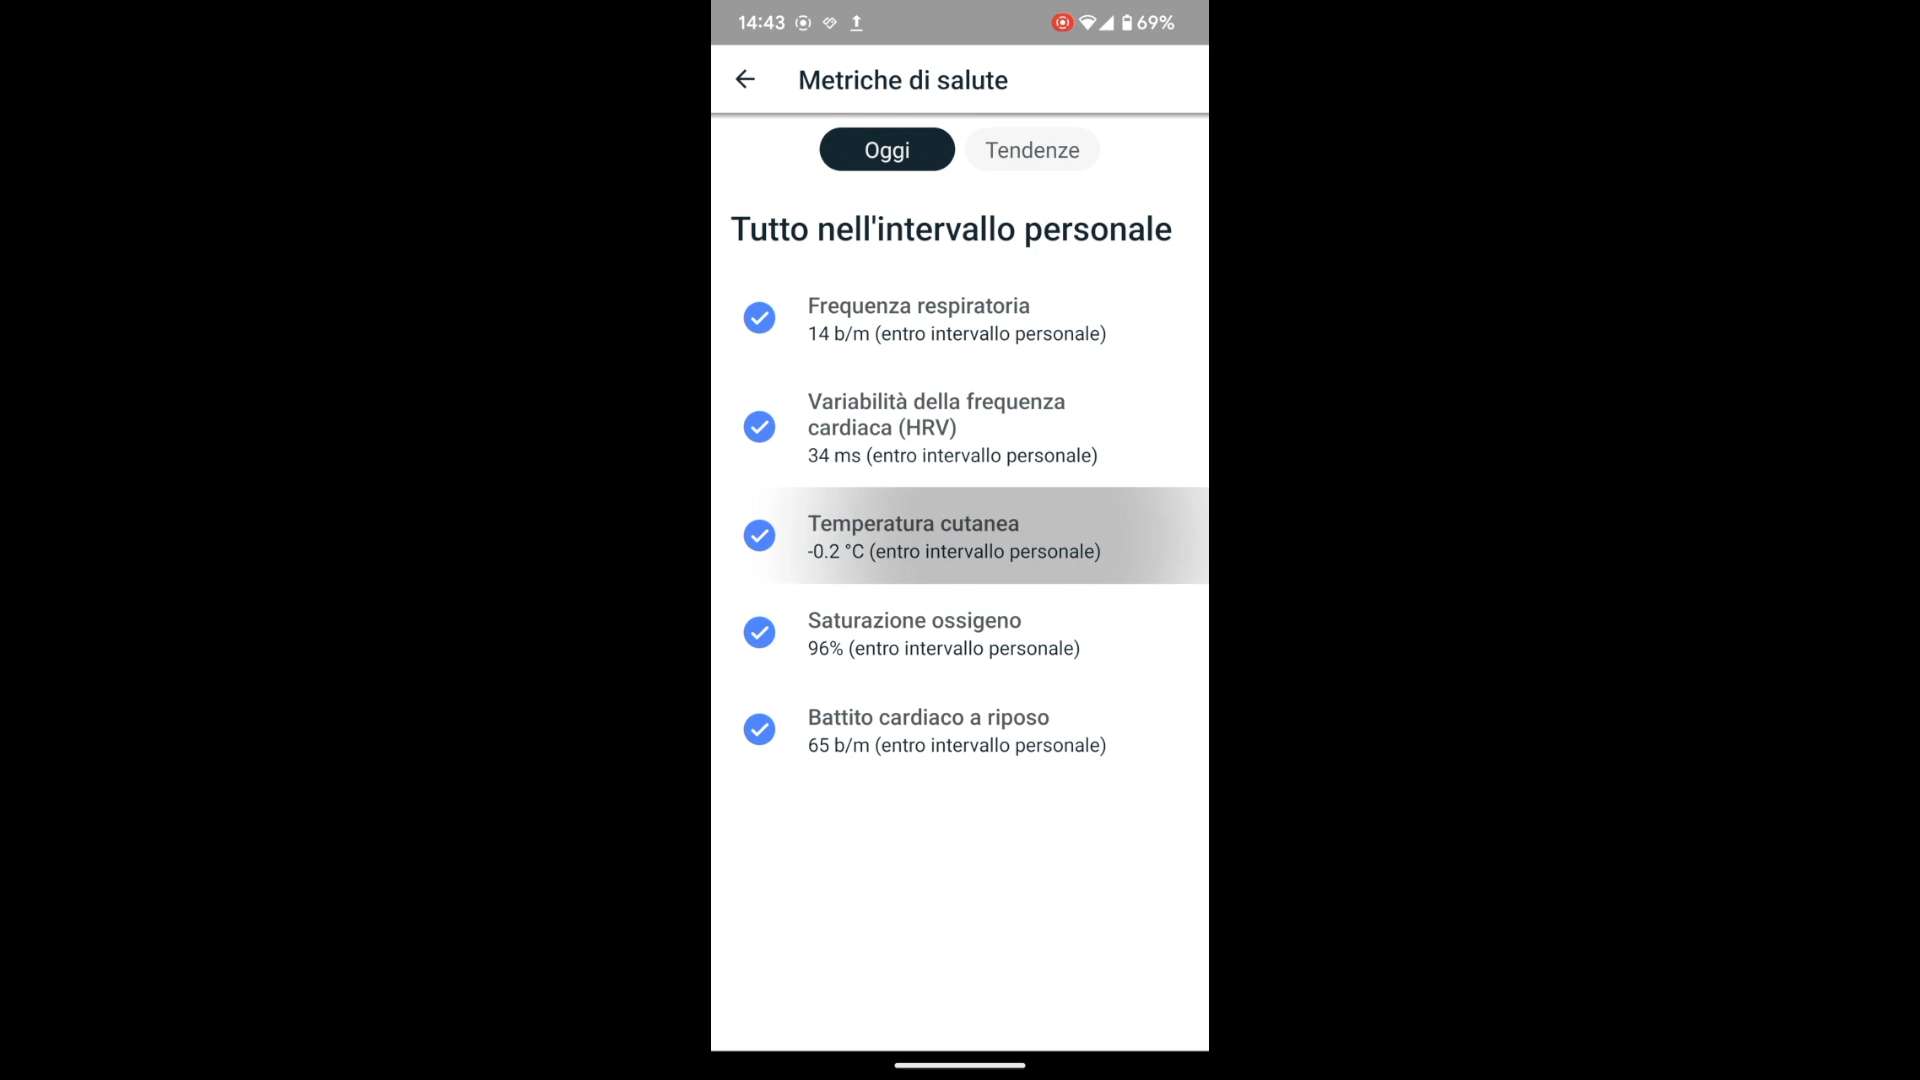 14:43
69%
Metriche di salute
Oggi
Tendenze
Tutto nell'intervallo personale
Frequenza respiratoria
14 b/m (entro intervallo personale)
Variabilità della frequenza
cardiaca (HRV)
34 ms (entro intervallo personale)
Temperatura cutanea
-0.2 °C (entro intervallo personale)
Saturazione ossigeno
96% (entro intervallo personale)
Battito cardiaco a riposo
65 b/m (entro intervallo personale)